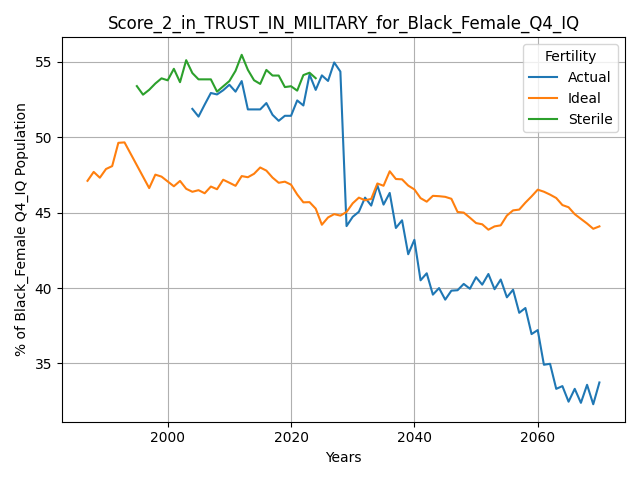 Score_2_in_TRUST_IN_MILITARY_for_Black_Female_Q4_IQ
Fertility
Actual
Ideal
Sterile
% of Black_Female Q4_IQ Population
55
50
45
40
35
2000
2020
2040
2060
Years